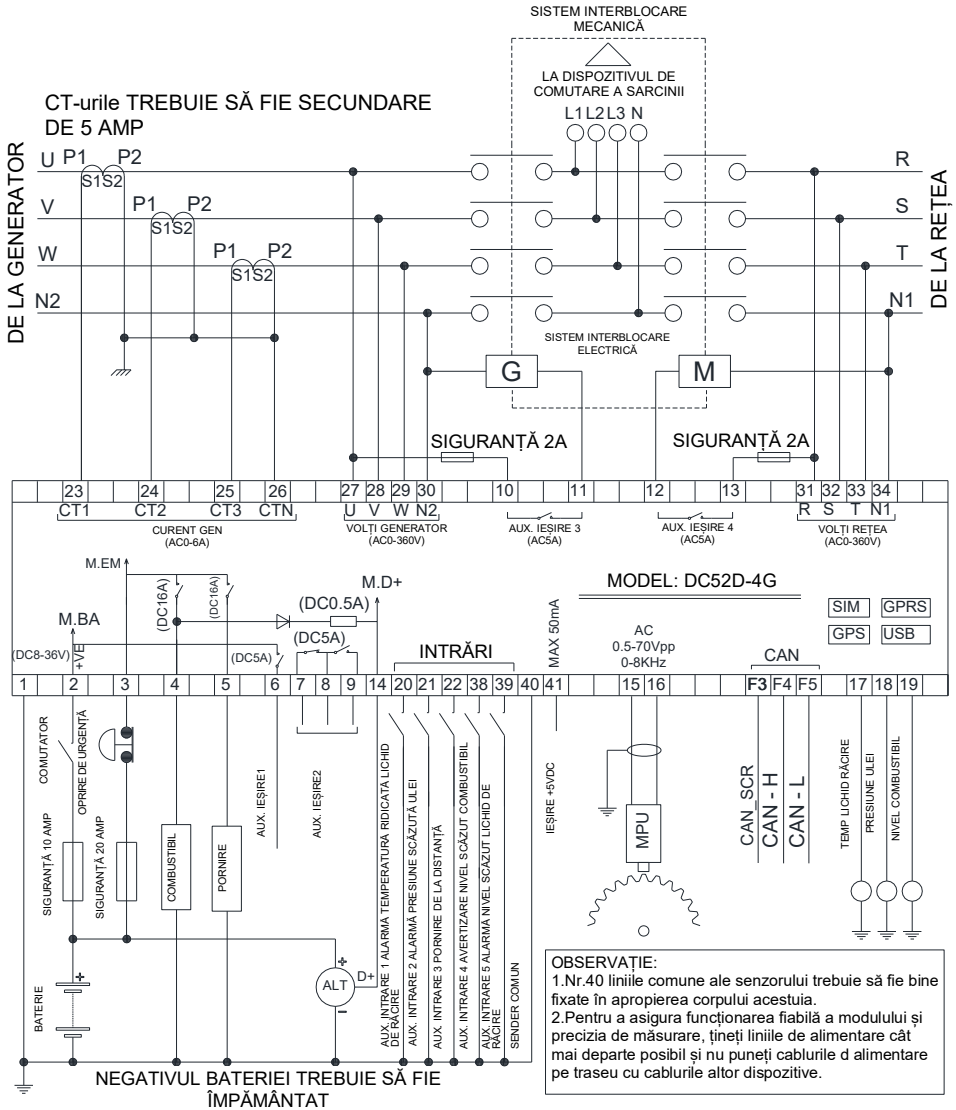 SISTEM INTERBLOCARE
MECANICĂ
LA DISPOZITIVUL DE
COMUTARE A SARCINII
L1 L2 L3 N
CT-urile TREBUIE SĂ FIE SECUNDARE
DE 5 AMP
DE LA GENERATOR
U P1 P2
S1S2
V P1 P2
S1S2
W P1 P2
S1S2
N2
R
S
T
N1
DE LA REȚEA
SISTEM INTERBLOCARE
ELECTRICĂ
G
M
SIGURANȚĂ 2A
SIGURANȚĂ 2A
23 24 25 26 27 28 29 30 10 11 12 13 31 32 33 34
CT1 CT2 CT3 CTN U V W N2 R S T N1
CURENT GEN
(AC0-6A)
VOLȚI GENERATOR
(AC0-360V)
AUX. IEȘIRE 3
(AC5A)
AUX. IEȘIRE 4
(AC5A)
VOLȚI REȚEA
(AC0-360V)
M.EM
M.BA
(DC8-36V)
+VE
(DC16A)
(DC16A)
(DC5A)
(DC0.5A)
(DC5A)
M.D+
INTRĂRI
MAX 50mA
MODEL: DC52D-4G
AC
0.5-70Vpp
0-8KHz
CAN
SIM GPRS
GPS USB
1 2 3 4 5 6 7 8 9 14 20 21 22 38 39 40 41 15 16 F3 F4 F5 17 18 19
COMUTATOR
OPRIRE DE URGENȚĂ
SIGURANȚĂ 10 AMP
SIGURANȚĂ 20 AMP
COMBUSTIBIL
PORNIRE
AUX. IEȘIRE1
AUX. IEȘIRE2
BATERIE
ALT
D+
AUX. INTRARE 1 ALARMA TEMPERATURA RIDICATĂ LICHID
DE RĂCIRE
AUX. INTRARE 2 ALARMĂ PRESIUNE SCĂZUTĂ ULEI
AUX. INTRARE 3 PORNIRE DE LA DISTANȚĂ
AUX. INTRARE 4 AVERTIZARE NIVEL SCĂZUT COMBUSTIBIL
AUX. INTRARE 5 ALARMA NIVEL SCĂZUT LICHID DE
RĂCIRE
SENDER COMUN
IEȘIRE +5VDC
MPU
CAN_SCR
CAN - H
CAN - L
TEMP LICHID RĂCIRE
PRESIUNE ULEI
NIVEL COMBUSTIBIL
NEGATIVUL BATERIEI TREBUIE SĂ FIE
ÎMPĂMÂNTAT
OBSERVAȚIE:
1.Nr.40 liniile comune ale senzorului trebuie să fie bine
fixate în apropierea corpului acestuia.
2.Pentru a asigura funcționarea fiabilă a modulului și
precizia de măsurare, țineți liniile de alimentare cât
mai departe posibil și nu puneți cablurile d alimentare
pe traseu cu cablurile altor dispozitive.